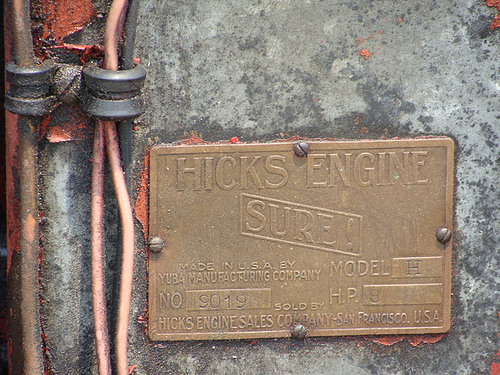 HICKS ENGINE
SURE!
MADE IN U.S.A. BY
YUBA MANUFACTURING COMPANY
MODEL H
NO. 9019 SOLD BY H.P. 8
HICKS ENGINE SALES COMPANY-SAN FRANCISCO, U.S.A.